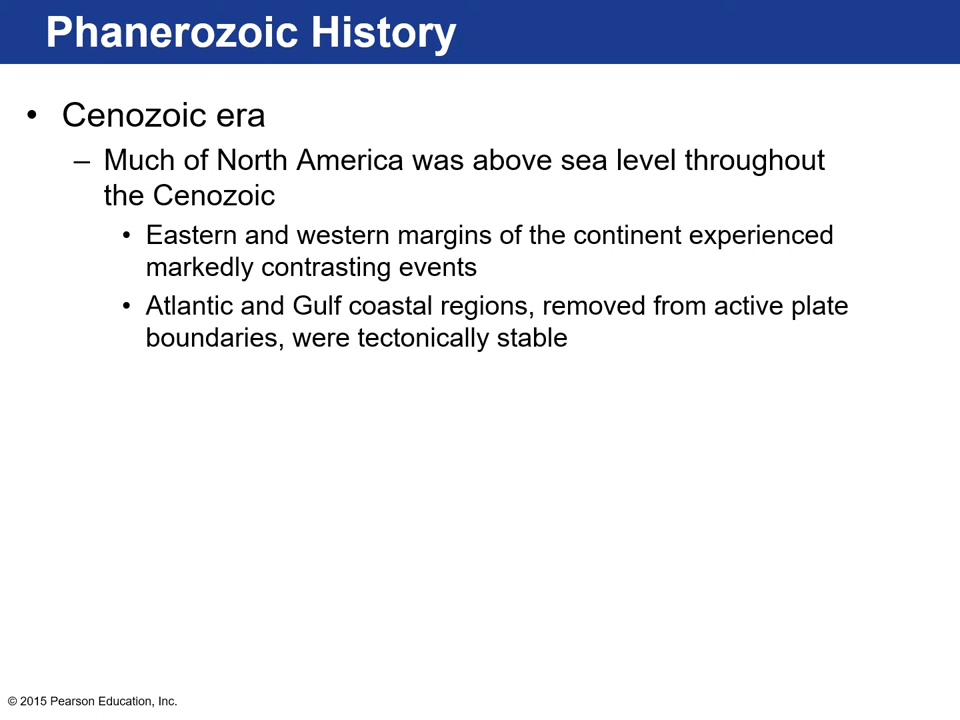 Phanerozoic History
• Cenozoic era
– Much of North America was above sea level throughout
the Cenozoic
• Eastern and western margins of the continent experienced
markedly contrasting events
• Atlantic and Gulf coastal regions, removed from active plate
boundaries, were tectonically stable
© 2015 Pearson Education, Inc.